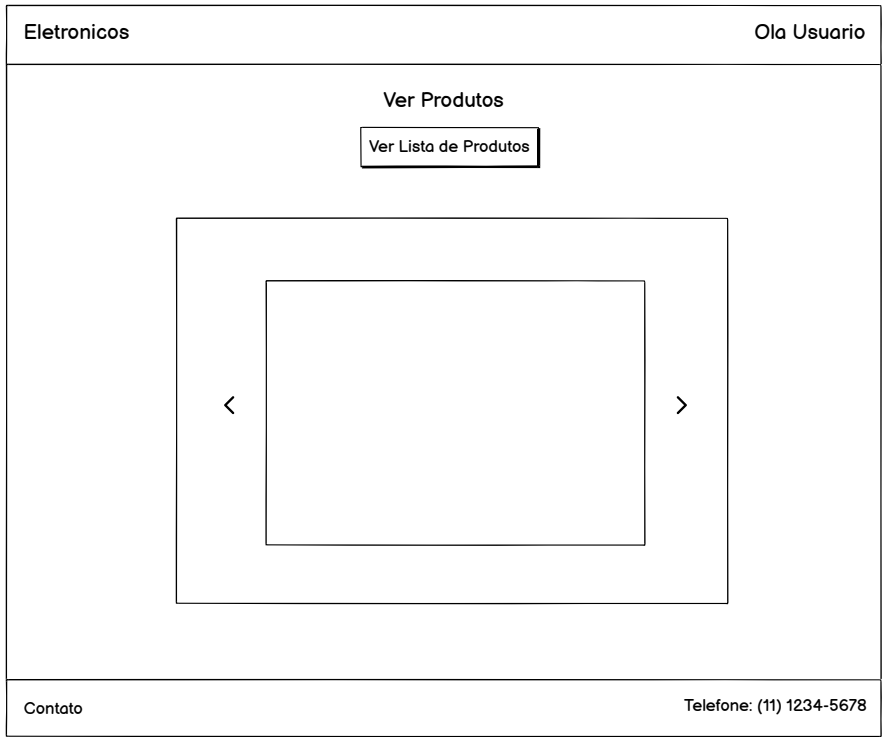 Eletronicos
Ola Usuario
Ver Produtos
Ver Lista de Produtos
Contato
Telefone: (11) 1234-5678